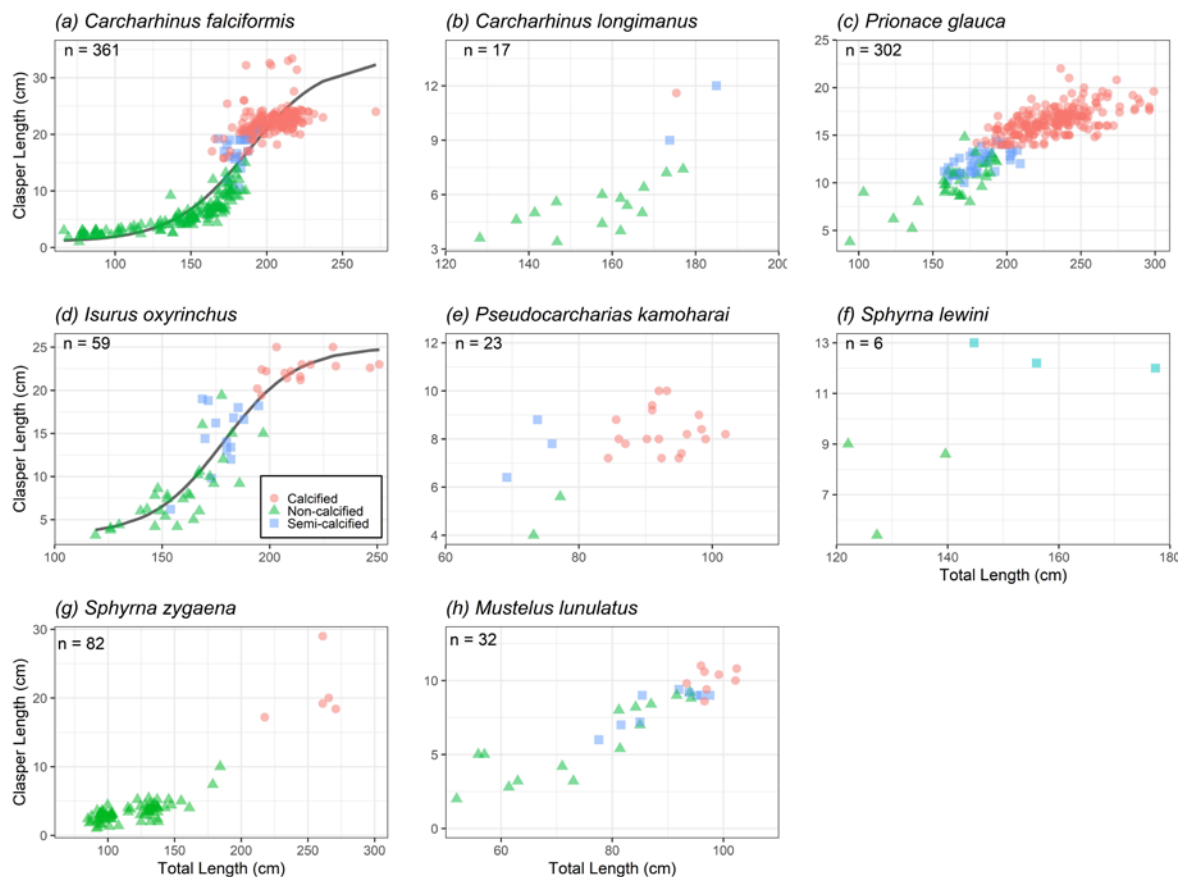 (a) Carcharhinus falciformis
n = 361
30
20
10
0
100
150
200
250
Clasper Length (cm)
(b) Carcharhinus longimanus
n = 17
12
9
6
3
120
140
160
180
200
(c) Prionace glauca
n = 302
25
20
15
10
5
100
150
200
250
300
(d) Isurus oxyrinchus
n = 59
25
20
15
10
5
100
150
200
250
Clasper Length (cm)
Calcified
Non-calcified
Semi-calcified
(e) Pseudocarcharias kamoharai
n = 23
12
10
8
6
4
60
80
100
(f) Sphyrna lewini
n = 6
13
11
9
7
120
140
160
180
Total Length (cm)
(g) Sphyrna zygaena
n = 82
30
20
10
0
100
150
200
250
300
Total Length (cm)
Clasper Length (cm)
(h) Mustelus lunulatus
n = 32
10
5
0
60
80
100
Total Length (cm)